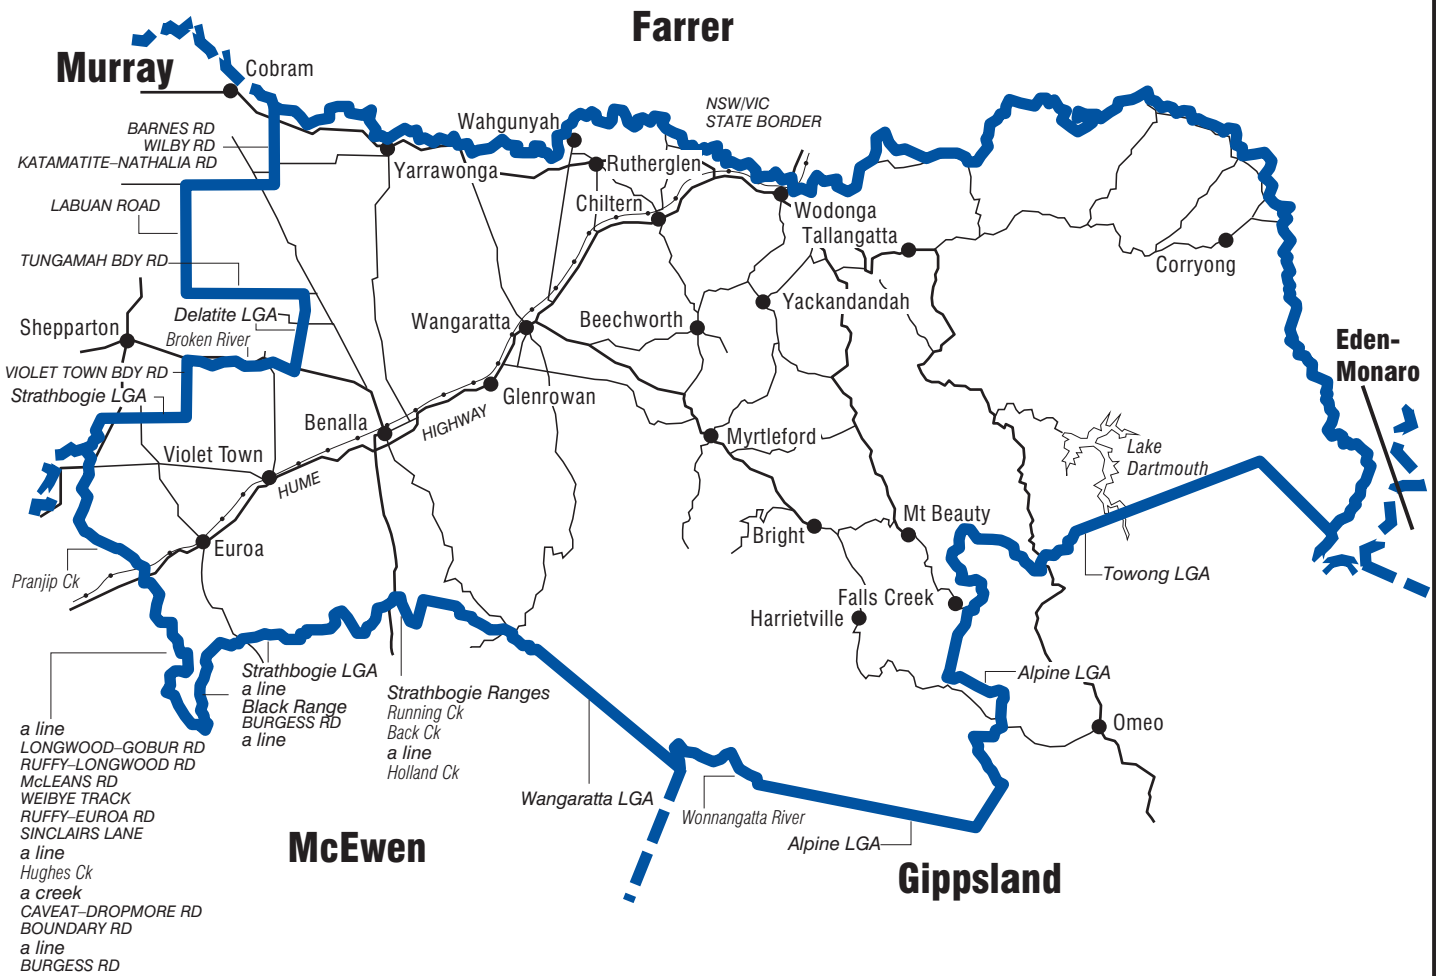 Farrer
Murray
Cobram
NSW/VIC
STATE BORDER
Wahgunyah
BARNES RD
WILBY RD
KATAMATITE–NATHALIA RD
Yarrawonga
Rutherglen
Chiltern
LABUAN ROAD
Wodonga
Tallangatta
Corryong
TUNGAMAH BDY RD
Delatite LGA
Yackandandah
Shepparton
Broken River
Wangaratta
Beechworth
Eden-
Monaro
VIOLET TOWN BDY RD
Strathbogie LGA
Glenrowan
Benalla
HIGHWAY
Myrtleford
Lake
Dartmouth
Violet Town
HUME
Mt Beauty
Bright
Euroa
Pranjip Ck
Towong LGA
Falls Creek
Harrietville
Alpine LGA
Omeo
Strathbogie LGA
a line
Black Range
BURGESS RD
a line
Strathbogie Ranges
Running Ck
Back Ck
a line
Holland Ck
a line
LONGWOOD–GOBUR RD
RUFFY–LONGWOOD RD
McLEANS RD
WEIBYE TRACK
RUFFY–EUROA RD
SINCLAIRS LANE
a line
Hughes Ck
a creek
CAVEAT–DROPMORE RD
BOUNDARY RD
a line
BURGESS RD
Wangaratta LGA
Wonnangatta River
Alpine LGA
McEwen
Gippsland